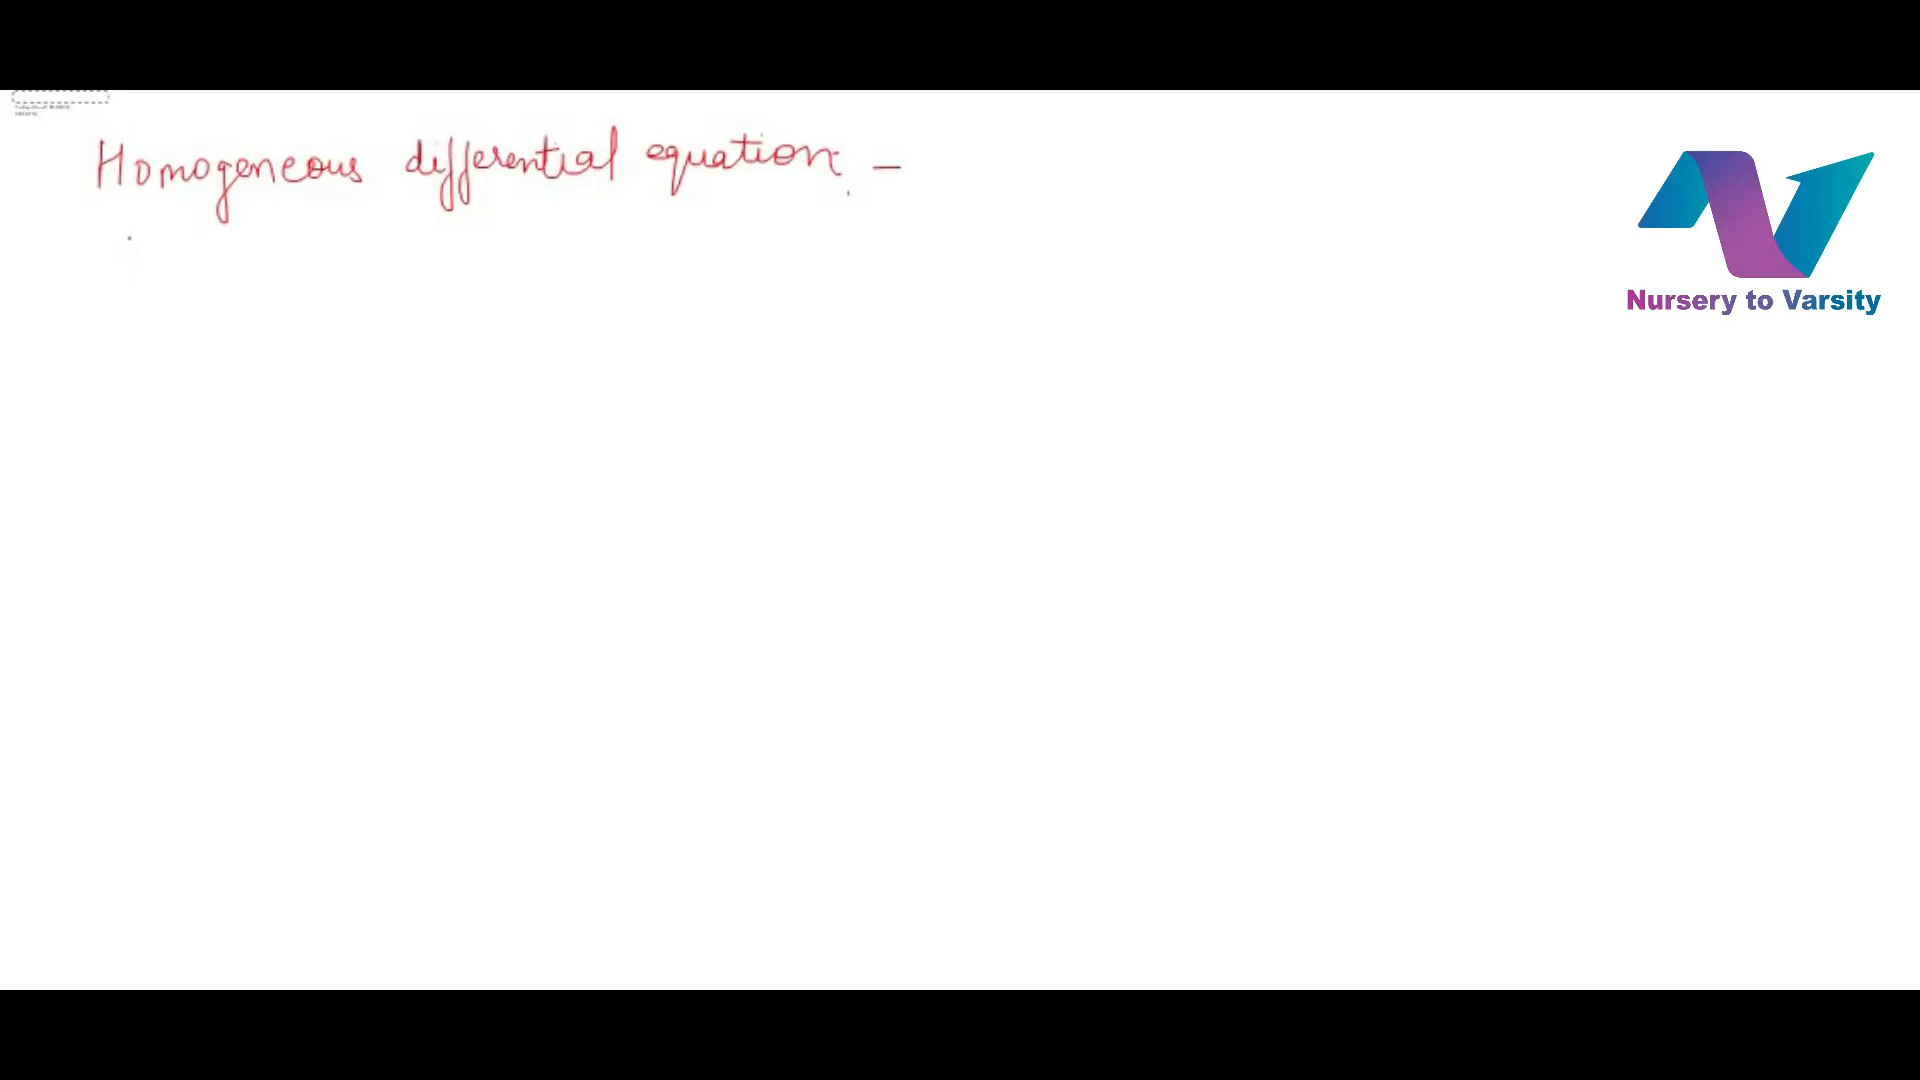 Homogeneous differential equation -
Nursery to Varsity